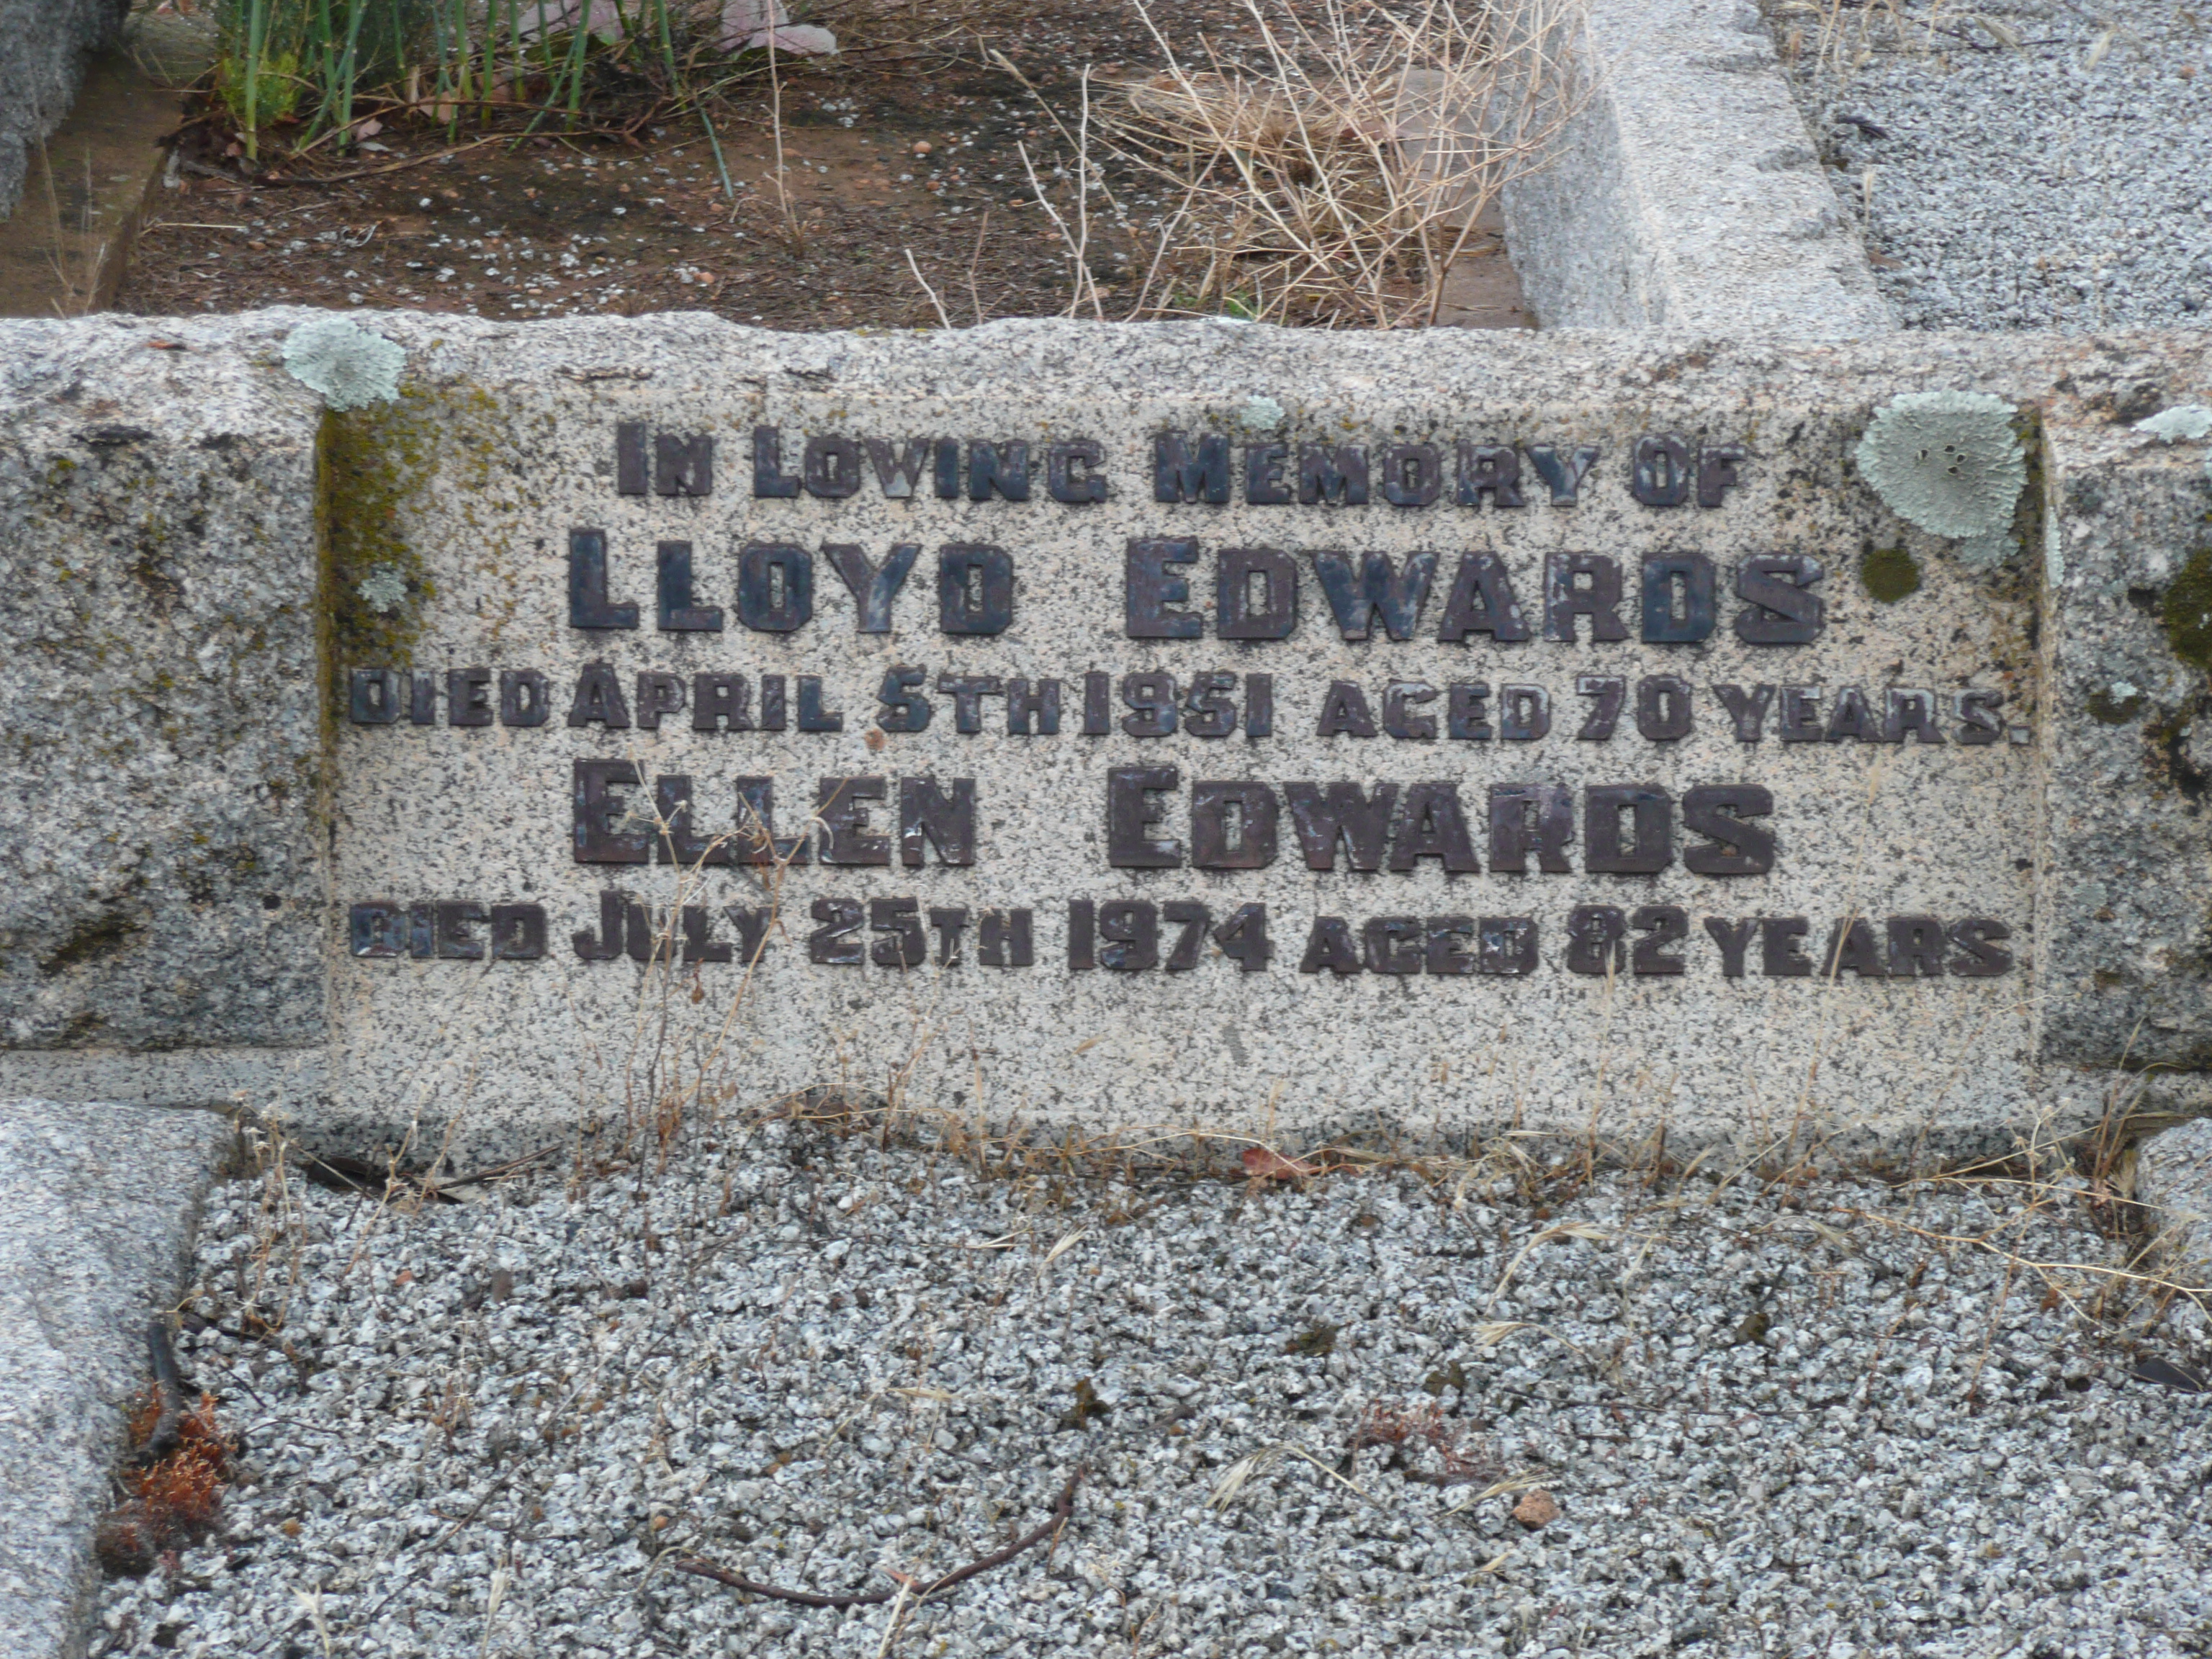 IN LOVING MEMORY OF
LLOYD EDWARDS
DIED APRIL 5TH 1951 AGED 70 YEARS.
ELLEN EDWARDS
DIED JULY 25TH 1974 AGED 82 YEARS